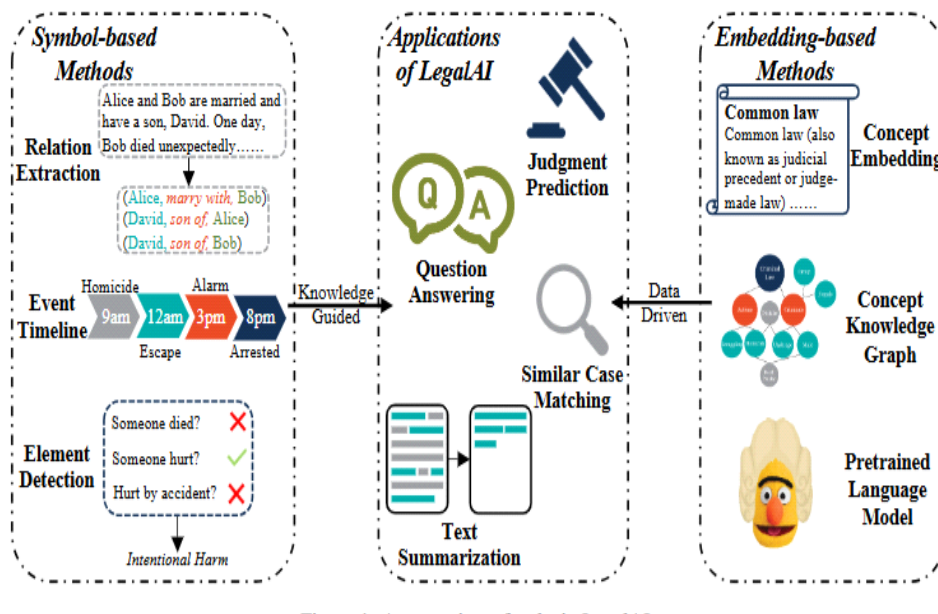 Symbol-based
Methods
Alice and Bob are married and
have a son, David. One day,
Bob died unexpectedly……
Relation
Extraction
(Alice, marry with, Bob)
(David, son of, Alice)
(David, son of, Bob)
Homicide
Alarm
Event
Timeline
9am
12am
3pm
8pm
Escape
Arrested
Element
Detection
Someone died?
Someone hurt?
Hurt by accident?
Intentional Harm
Knowledge
Guided
Applications
of LegalAI
Judgment
Prediction
Q
A
Question
Answering
Similar Case
Matching
Text
Summarization
Data
Driven
Embedding-based
Methods
Common law
Common law (also
known as judicial
precedent or judge-
made law) ……
Concept
Embedding
Criminal
Law
Concept
Knowledge
Graph
Pretrained
Language
Model